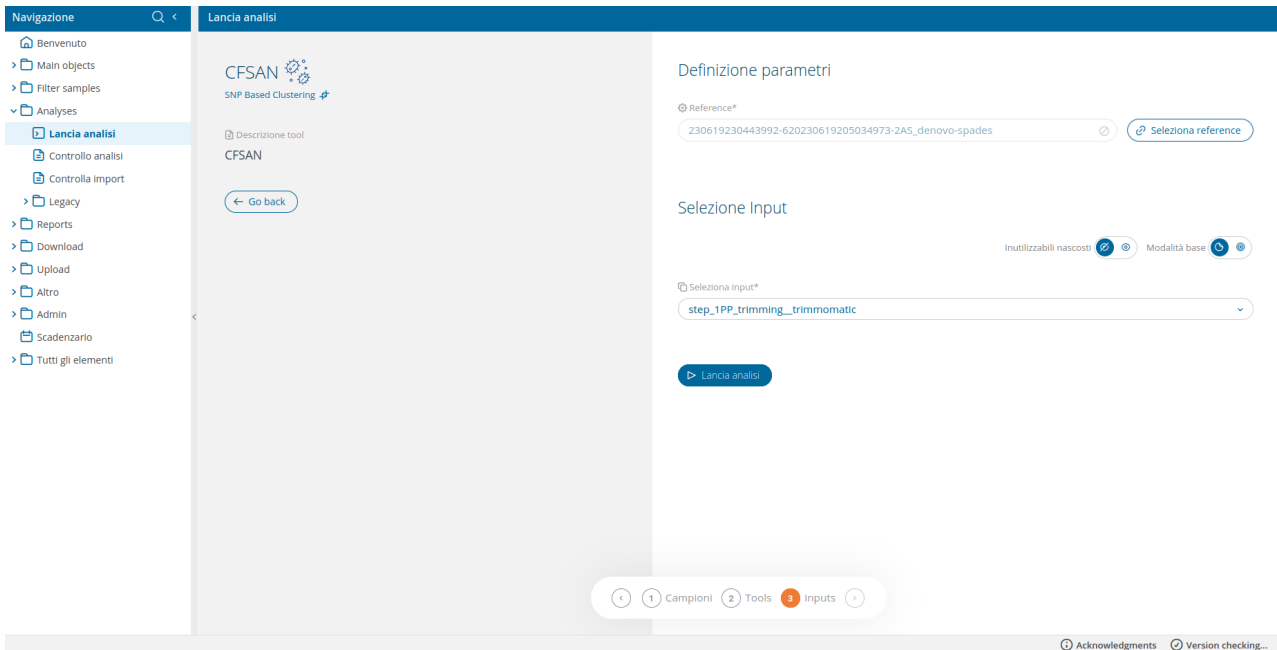 Navigazione
Benvenuto
Main objects
Filter samples
Analyses
Lancia analisi
Controllo analisi
Controlla import
Legacy
Reports
Download
Upload
Altro
Admin
Scadenzario
Tutti gli elementi
Lancia analisi
CFSAN
SNP Based Clustering
Descrizione tool
CFSAN
Go back
Definizione parametri
Reference*
230619230443992-620230619205034973-2AS_denovo-spades
Seleziona reference
Selezione Input
Inutilizzabili nascosti Modalità base
Seleziona input*
step_1PP_trimming__trimmomatic
Lancia analisi
1 Campioni 2 Tools 3 Inputs
Acknowledgments Version checking...